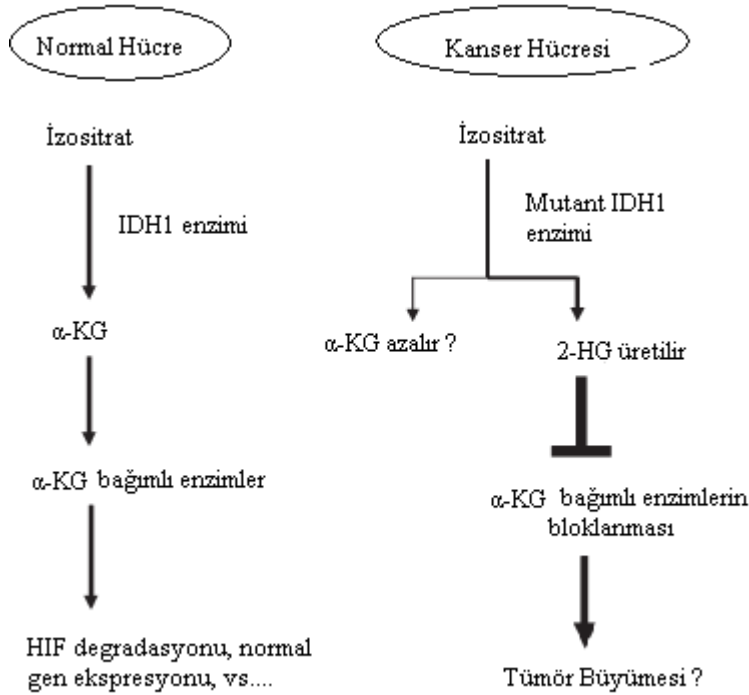 Normal Hücre
İzositrat
IDH1 enzimi
α-KG
α-KG bağımlı enzimler
HIF degradasyonu, normal
gen ekspresyonu, vs....
Kanser Hücresi
İzositrat
Mutant IDH1
enzimi
α-KG azalır ?
2-HG üretilir
α-KG bağımlı enzimlerin
bloklanması
Tümör Büyümesi ?